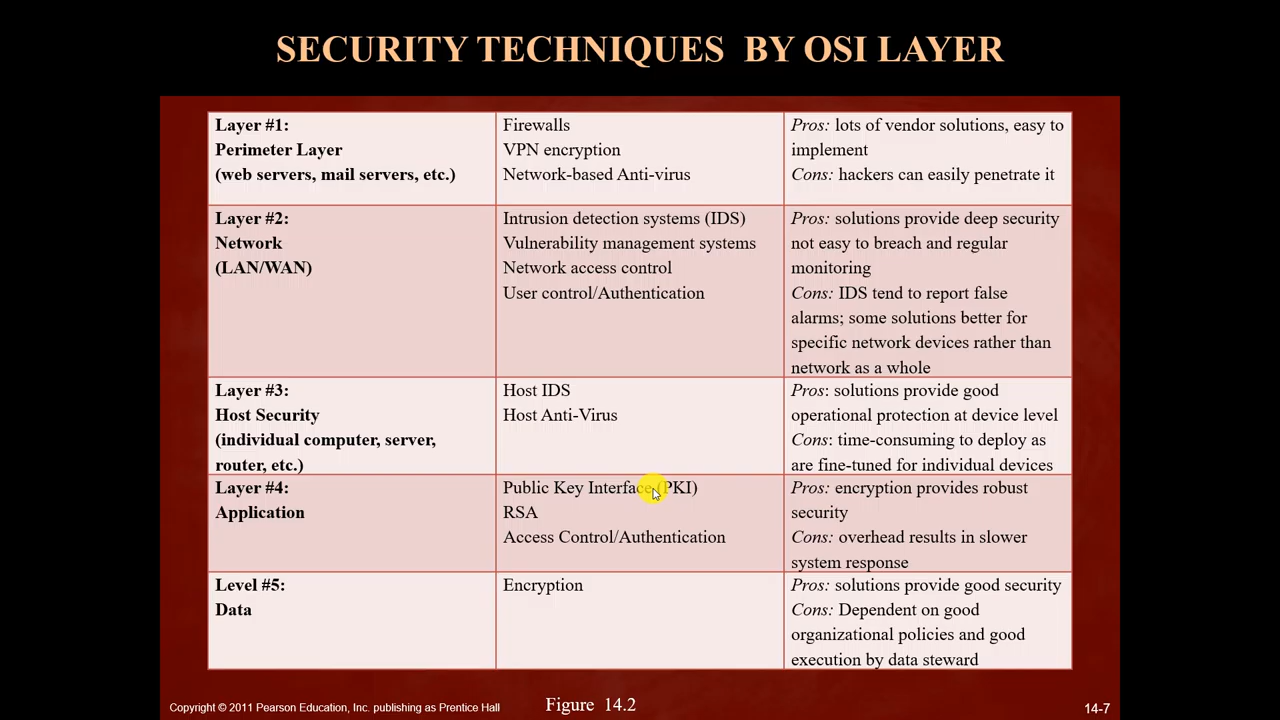 SECURITY TECHNIQUES BY OSI LAYER
Layer #1:
Perimeter Layer
(web servers, mail servers, etc.)
Firewalls
VPN encryption
Network-based Anti-virus
Pros: lots of vendor solutions, easy to
implement
Cons: hackers can easily penetrate it
Layer #2:
Network
(LAN/WAN)
Intrusion detection systems (IDS)
Vulnerability management systems
Network access control
User control/Authentication
Pros: solutions provide deep security
not easy to breach and regular
monitoring
Cons: IDS tend to report false
alarms; some solutions better for
specific network devices rather than
network as a whole
Layer #3:
Host Security
(individual computer, server,
router, etc.)
Host IDS
Host Anti-Virus
Pros: solutions provide good
operational protection at device level
Cons: time-consuming to deploy as
are fine-tuned for individual devices
Layer #4:
Application
Public Key Interface (PKI)
RSA
Access Control/Authentication
Pros: encryption provides robust
security
Cons: overhead results in slower
system response
Level #5:
Data
Encryption
Pros: solutions provide good security
Cons: Dependent on good
organizational policies and good
execution by data steward
Copyright © 2011 Pearson Education, Inc. publishing as Prentice Hall
Figure 14.2
14-7